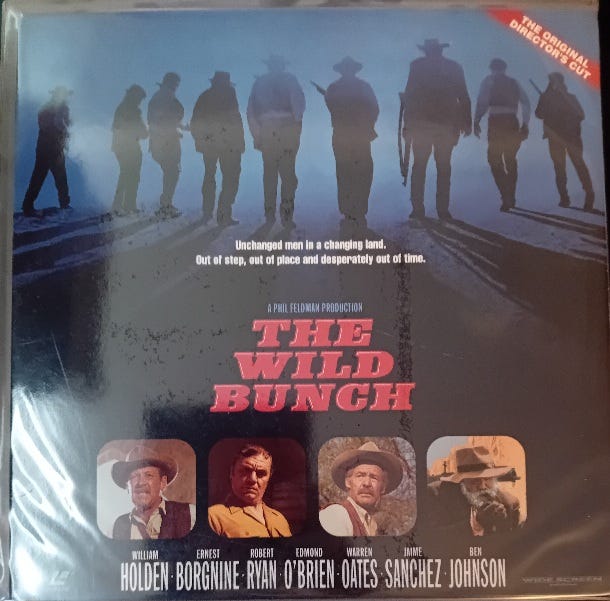 THE ORIGINAL
DIRECTOR'S CUT
Unchanged men in a changing land.
Out of step, out of place and desperately out of time.
A PHIL FELDMAN PRODUCTION
THE
WILD
BUNCH
WILLIAM HOLDEN · ERNEST BORGNINE · ROBERT RYAN · EDMOND O'BRIEN · WARREN OATES · JAIME SANCHEZ · BEN JOHNSON
WIDE SCREEN